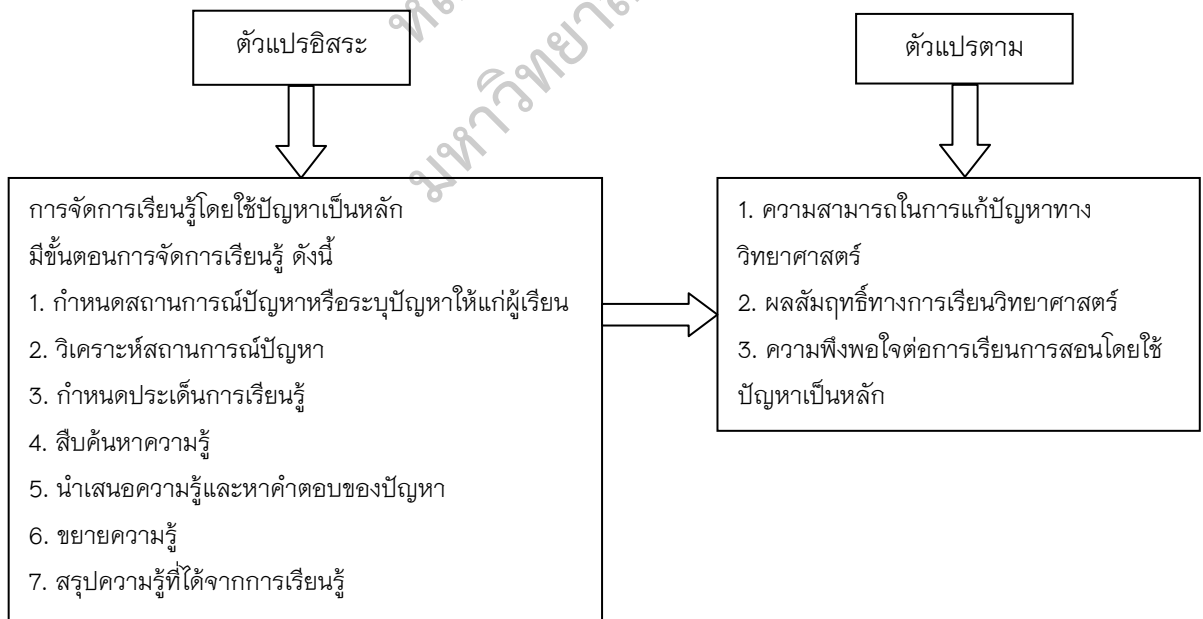 ตัวแปรอิสระ
ตัวแปรตาม
การจัดการเรียนรู้โดยใช้ปัญหาเป็นหลัก
มีขั้นตอนการจัดการเรียนรู้ ดังนี้
1. กำหนดสถานการณ์ปัญหาหรือระบุปัญหาให้แก่ผู้เรียน
2. วิเคราะห์สถานการณ์ปัญหา
3. กำหนดประเด็นการเรียนรู้
4. สืบค้นหาความรู้
5. นำเสนอความรู้และหาคำตอบของปัญหา
6. ขยายความรู้
7. สรุปความรู้ที่ได้จากการเรียนรู้
1. ความสามารถในการแก้ปัญหาทาง
วิทยาศาสตร์
2. ผลสัมฤทธิ์ทางการเรียนวิทยาศาสตร์
3. ความพึงพอใจต่อการเรียนการสอนโดยใช้
ปัญหาเป็นหลัก